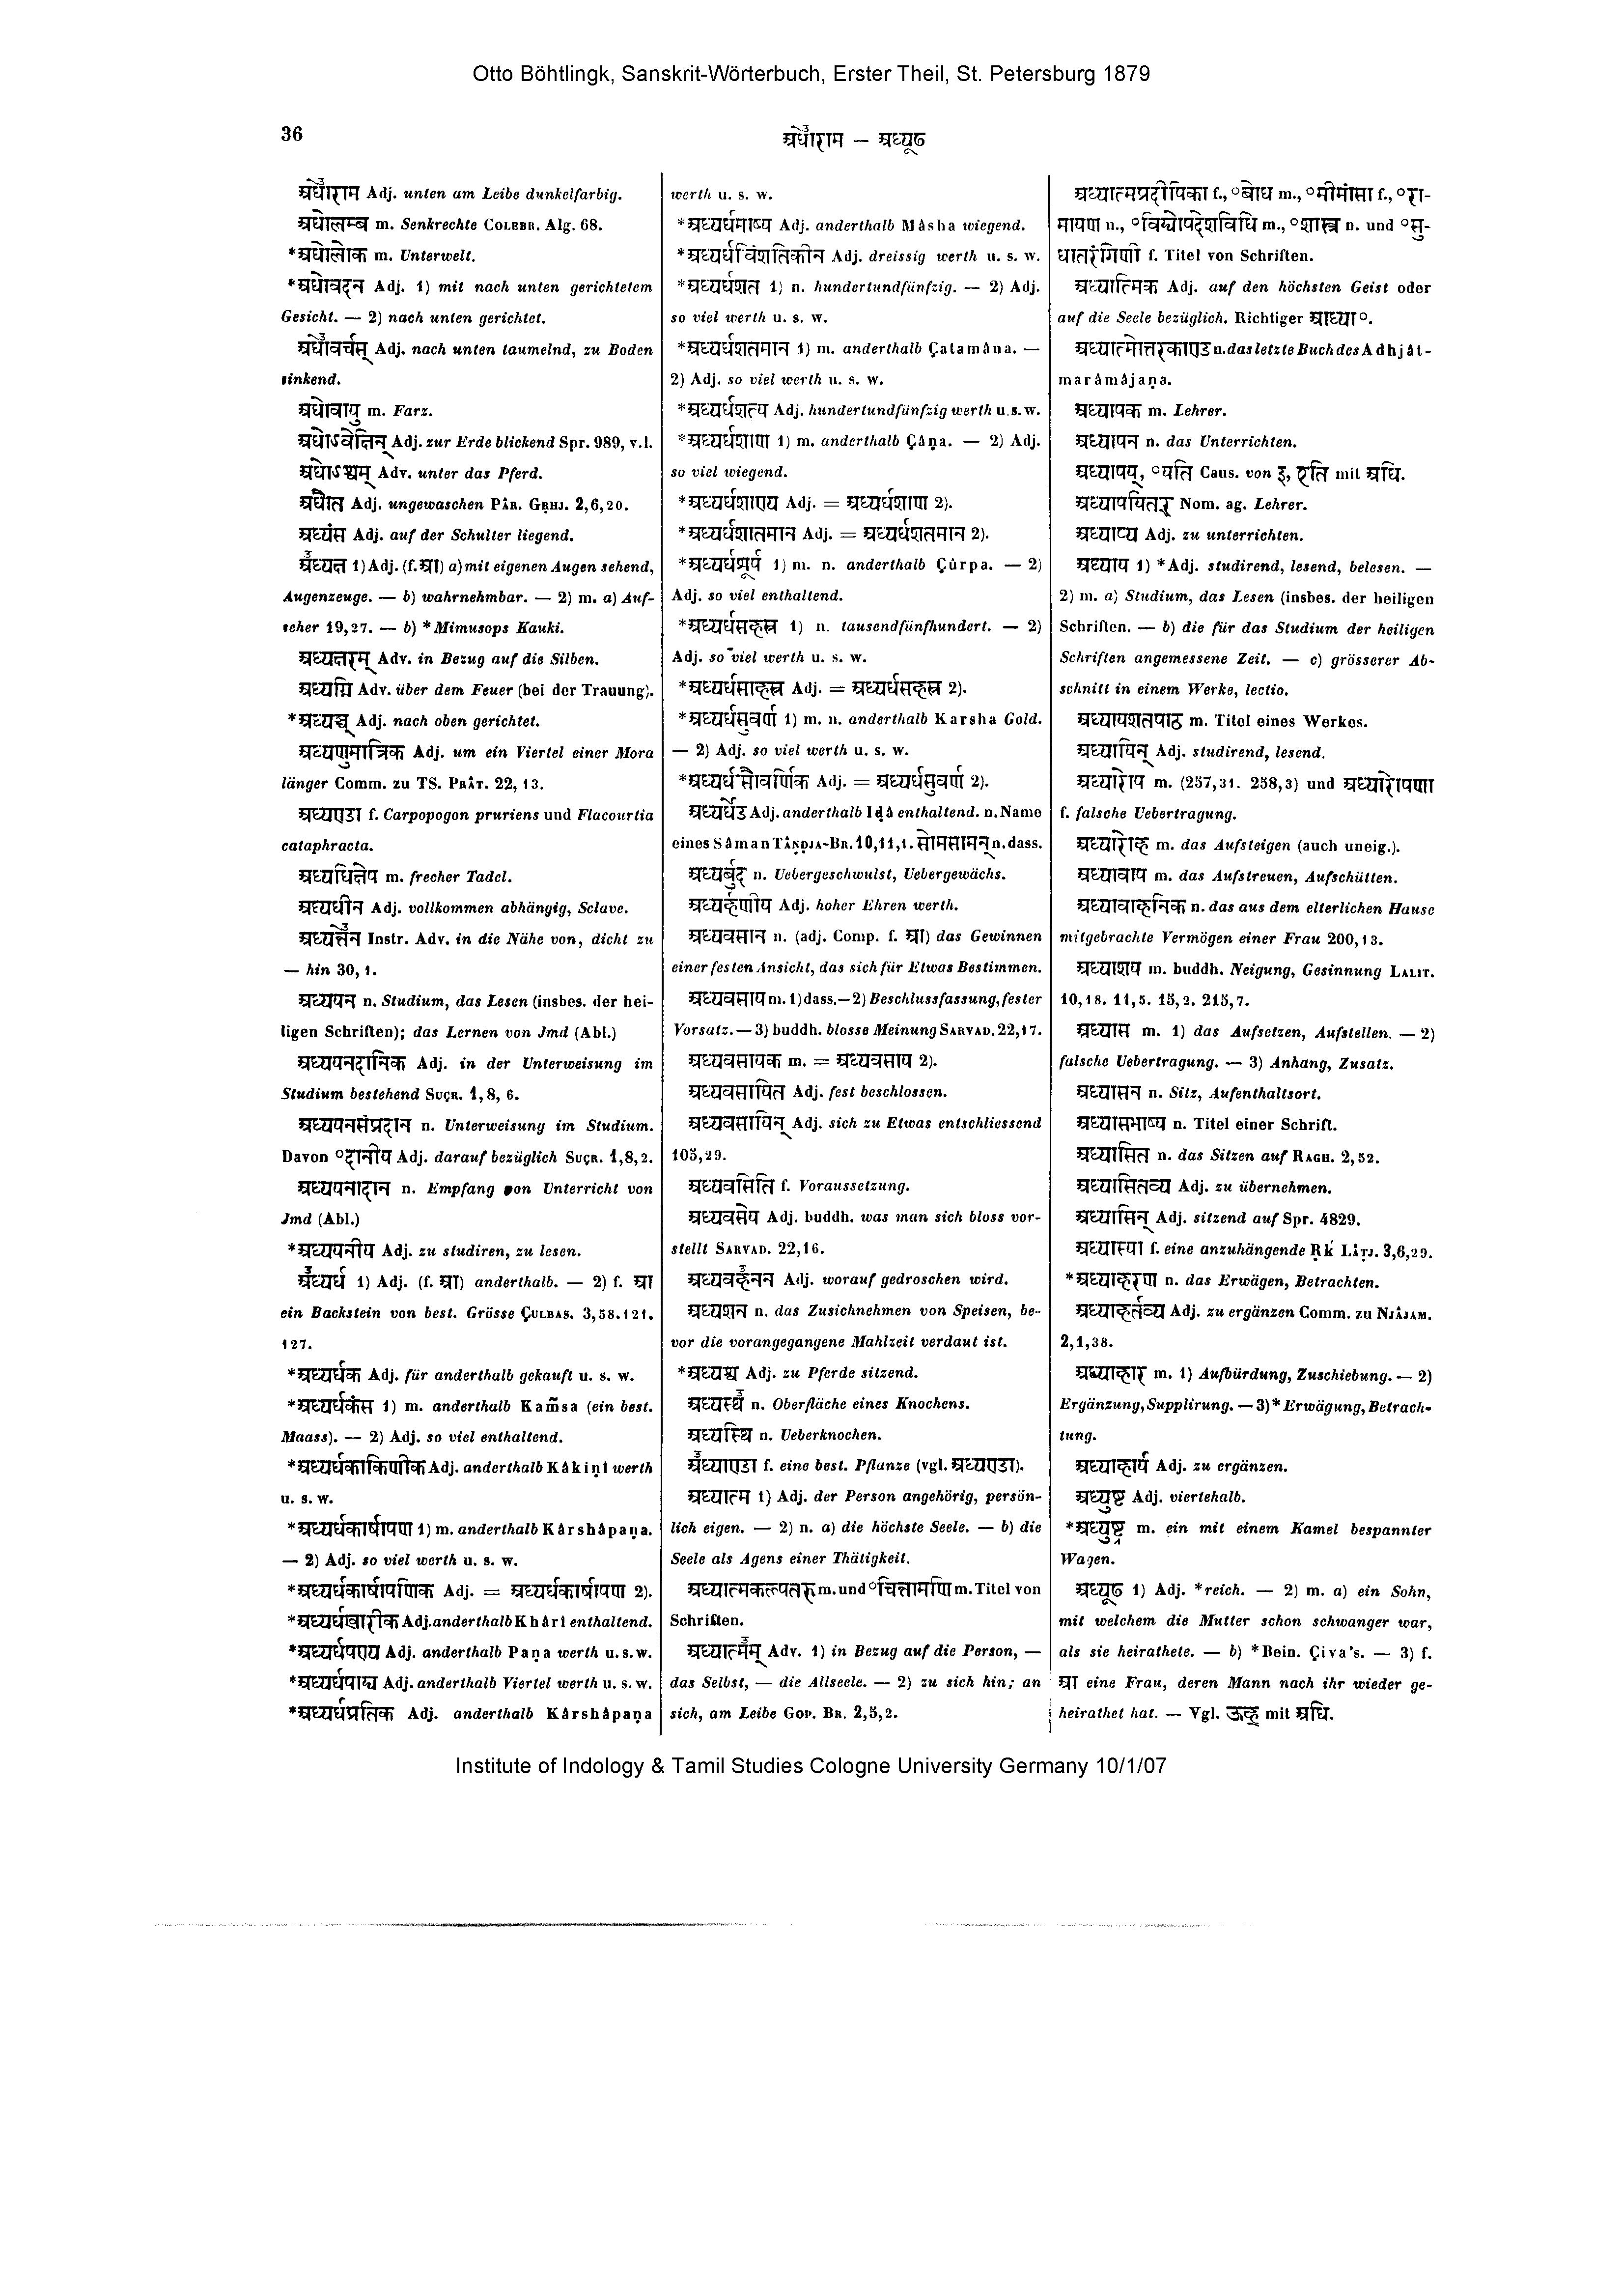 Otto Böhtlingk, Sanskrit-Wörterbuch, Erster Theil, St. Petersburg 1879
36
अधोराम — अध्यूढ
अधोराम Adj. unten am Leibe dunkelfarbig.
अधोलम्ब m. Senkrechte COLEBR. Alg. 68.
*अधोलोक m. Unterwelt.
*अधोवदन Adj. 1) mit nach unten gerichtetem
Gesicht. — 2) nach unten gerichtet.
अधोवर्चस् Adj. nach unten taumelnd, zu Boden
sinkend.
अधोवायु m. Farz.
अधोऽवेक्षिन् Adj. zur Erde blickend Spr. 989, v.l.
अधोऽश्वम् Adv. unter das Pferd.
अधौत Adj. ungewaschen PÂR. GṚHJ. 2,6,20.
अध्यंस Adj. auf der Schulter liegend.
अध्यक्ष 1) Adj. (f. आ) a) mit eigenen Augen sehend,
Augenzeuge. — b) wahrnehmbar. — 2) m. a) Auf-
scher 19,27. — b) *Mimusops Kauki.
अध्यक्षरम् Adv. in Bezug auf die Silben.
अध्यग्नि Adv. über dem Feuer (bei der Trauung).
*अध्यञ्च् Adj. nach oben gerichtet.
अध्यणुमात्रिक Adj. um ein Viertel einer Mora
länger Comm. zu TS. PRÂT. 22, 13.
अध्यण्डा f. Carpopogon pruriens und Flacourtia
cataphracta.
अध्यधिक्षेप m. frecher Tadel.
अध्यधीन Adj. vollkommen abhängig, Sclave.
अध्यन्तेन Instr. Adv. in die Nähe von, dicht zu
— hin 30, 1.
अध्ययन n. Studium, das Lesen (insbes. der hei-
ligen Schriften); das Lernen von Jmd (Abl.)
अध्ययनदानिक Adj. in der Unterweisung im
Studium bestehend SUÇR. 1, 8, 6.
अध्ययनसंप्रदान n. Unterweisung im Studium.
Davon °दानीय Adj. darauf bezüglich SUÇR. 1,8,2.
अध्ययनादान n. Empfang von Unterricht von
Jmd (Abl.)
*अध्ययनीय Adj. zu studiren, zu lesen.
अध्यर्ध 1) Adj. (f. आ) anderthalb. — 2) f. आ
ein Backstein von best. Grösse ÇULBAS. 3,58.121.
127.
*अध्यर्धक Adj. für anderthalb gekauft u. s. w.
*अध्यर्धकंस 1) m. anderthalb Kam̃sa (ein best.
Maass). — 2) Adj. so viel enthaltend.
*अध्यर्धकाकिणीक Adj. anderthalb Kâkiṇî werth
u. s. w.
*अध्यर्धकार्षापण 1) m. anderthalb Kârshâpaṇa.
— 2) Adj. so viel werth u. s. w.
*अध्यर्धकार्षापणिक Adj. = अध्यर्धकार्षापण 2).
*अध्यर्धखारीक Adj. anderthalb Khârî enthaltend.
*अध्यर्धपण्य Adj. anderthalb Paṇa werth u. s. w.
*अध्यर्धपाद्य Adj. anderthalb Viertel werth u. s. w.
*अध्यर्धप्रतिक Adj. anderthalb Kârshâpaṇa
werth u. s. w.
*अध्यर्धमाष्य Adj. anderthalb Mâsha wiegend.
*अध्यर्धविंशतिकीन Adj. dreissig werth u. s. w.
*अध्यर्धशत 1) n. hundertundfünfzig. — 2) Adj.
so viel werth u. s. w.
*अध्यर्धशतमान 1) m. anderthalb Çatamâna. —
2) Adj. so viel werth u. s. w.
*अध्यर्धशत्य Adj. hundertundfünfzig werth u. s. w.
*अध्यर्धशाण 1) m. anderthalb Çâṇa. — 2) Adj.
so viel wiegend.
*अध्यर्धशाण्य Adj. = अध्यर्धशाण 2).
*अध्यर्धशातमान Adj. = अध्यर्धशतमान 2).
*अध्यर्धशूर्प 1) m. n. anderthalb Çûrpa. — 2)
Adj. so viel enthaltend.
*अध्यर्धसहस्र 1) n. tausendfünfhundert. — 2)
Adj. so viel werth u. s. w.
*अध्यर्धसाहस्र Adj. = अध्यर्धसहस्र 2).
*अध्यर्धसुवर्ण 1) m. n. anderthalb Karsha Gold.
— 2) Adj. so viel werth u. s. w.
*अध्यर्धसौवर्णिक Adj. = अध्यर्धसुवर्ण 2).
अध्यर्धेड Adj. anderthalb Iḍâ enthaltend. n. Name
eines Sâman TÂṆḌJA-BR. 10,11,1. सोमसामन् n. dass.
अध्यर्बुद n. Uebergeschwulst, Uebergewächs.
अध्यर्हणीय Adj. hoher Ehren werth.
अध्यवसान n. (adj. Comp. f. आ) das Gewinnen
einer festen Ansicht, das sich für Etwas Bestimmen.
अध्यवसाय m. 1) dass. — 2) Beschlussfassung, fester
Vorsatz. — 3) buddh. blosse Meinung SARVAD. 22,17.
अध्यवसायक m. = अध्यवसाय 2).
अध्यवसायित Adj. fest beschlossen.
अध्यवसायिन् Adj. sich zu Etwas entschliessend
105,29.
अध्यवसिति f. Voraussetzung.
अध्यवसेय Adj. buddh. was man sich bloss vor-
stellt SARVAD. 22,16.
अध्यवहनन Adj. worauf gedroschen wird.
अध्यशन n. das Zusichnehmen von Speisen, be-
vor die vorangegangene Mahlzeit verdaut ist.
*अध्यश्व Adj. zu Pferde sitzend.
अध्यस्थ n. Oberfläche eines Knochens.
अध्यस्थि n. Ueberknochen.
अध्याण्डा f. eine best. Pflanze (vgl. अध्यण्डा).
अध्यात्म 1) Adj. der Person angehörig, persön-
lich eigen. — 2) n. a) die höchste Seele. — b) die
Seele als Agens einer Thätigkeit.
अध्यात्मकल्पतरु m. und °चिन्तामणि m. Titel von
Schriften.
अध्यात्मम् Adv. 1) in Bezug auf die Person, —
das Selbst, — die Allseele. — 2) zu sich hin; an
sich, am Leibe GOP. BR. 2,5,2.
अध्यात्मप्रदीपिका f., °बोध m., °मीमांसा f., °रा-
मायण n., °विद्योपदेशविधि m., °शास्त्र n. und °सु-
धातरंगिणी f. Titel von Schriften.
अध्यात्मिक Adj. auf den höchsten Geist oder
auf die Seele bezüglich. Richtiger आध्या°.
अध्यात्मोत्तरकाण्ड n. das letzte Buch des Adhjât-
marâmâjaṇa.
अध्यापक m. Lehrer.
अध्यापन n. das Unterrichten.
अध्यापय्, °यति Caus. von इ, एति mit अधि.
अध्यापयितर् Nom. ag. Lehrer.
अध्याप्य Adj. zu unterrichten.
अध्याय 1) *Adj. studirend, lesend, belesen. —
2) m. a) Studium, das Lesen (insbes. der heiligen
Schriften. — b) die für das Studium der heiligen
Schriften angemessene Zeit. — c) grösserer Ab-
schnitt in einem Werke, lectio.
अध्यायशतपाठ m. Titel eines Werkes.
अध्यायिन् Adj. studirend, lesend.
अध्यारोप m. (257,31. 258,3) und अध्यारोपणा
f. falsche Uebertragung.
अध्यारोह m. das Aufsteigen (auch uneig.).
अध्यावाप m. das Aufstreuen, Aufschütten.
अध्यावाहनिक n. das aus dem elterlichen Hause
mitgebrachte Vermögen einer Frau 200,13.
अध्याशय m. buddh. Neigung, Gesinnung LALIT.
10,18. 11,5. 15,2. 215,7.
अध्यास m. 1) das Aufsetzen, Aufstellen. — 2)
falsche Uebertragung. — 3) Anhang, Zusatz.
अध्यासन n. Sitz, Aufenthaltsort.
अध्यासभाष्य n. Titel einer Schrift.
अध्यासित n. das Sitzen auf RAGH. 2,52.
अध्यासितव्य Adj. zu übernehmen.
अध्यासिन् Adj. sitzend auf Spr. 4829.
अध्यास्या f. eine anzuhängende Ṛḱ LÂṬJ. 3,6,29.
*अध्याहरण n. das Erwägen, Betrachten.
अध्याहर्तव्य Adj. zu ergänzen Comm. zu NJÂJAM.
2,1,38.
अध्याहार m. 1) Aufbürdung, Zuschiebung. — 2)
Ergänzung, Supplirung. — 3) *Erwägung, Betrach-
tung.
अध्याहार्य Adj. zu ergänzen.
अध्युष्ट Adj. viertehalb.
*अध्युष्ट्र m. ein mit einem Kamel bespannter
Wagen.
अध्यूढ 1) Adj. *reich. — 2) m. a) ein Sohn,
mit welchem die Mutter schon schwanger war,
als sie heirathete. — b) *Bein. Çiva's. — 3) f.
आ eine Frau, deren Mann nach ihr wieder ge-
heirathet hat. — Vgl. ऊह् mit अधि.
Institute of Indology & Tamil Studies Cologne University Germany 10/1/07